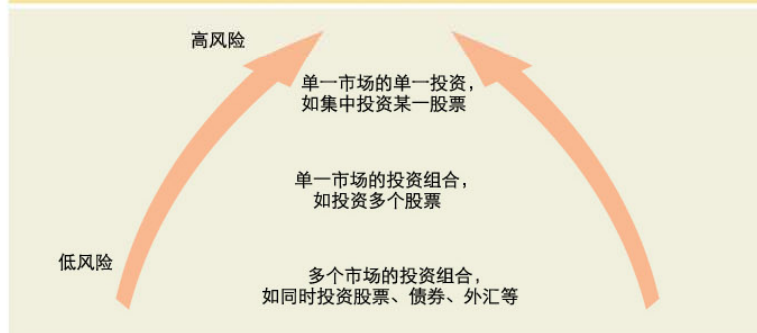 高风险
单一市场的单一投资，
如集中投资某一股票
单一市场的投资组合，
如投资多个股票
低风险
多个市场的投资组合，
如同时投资股票、债券、外汇等